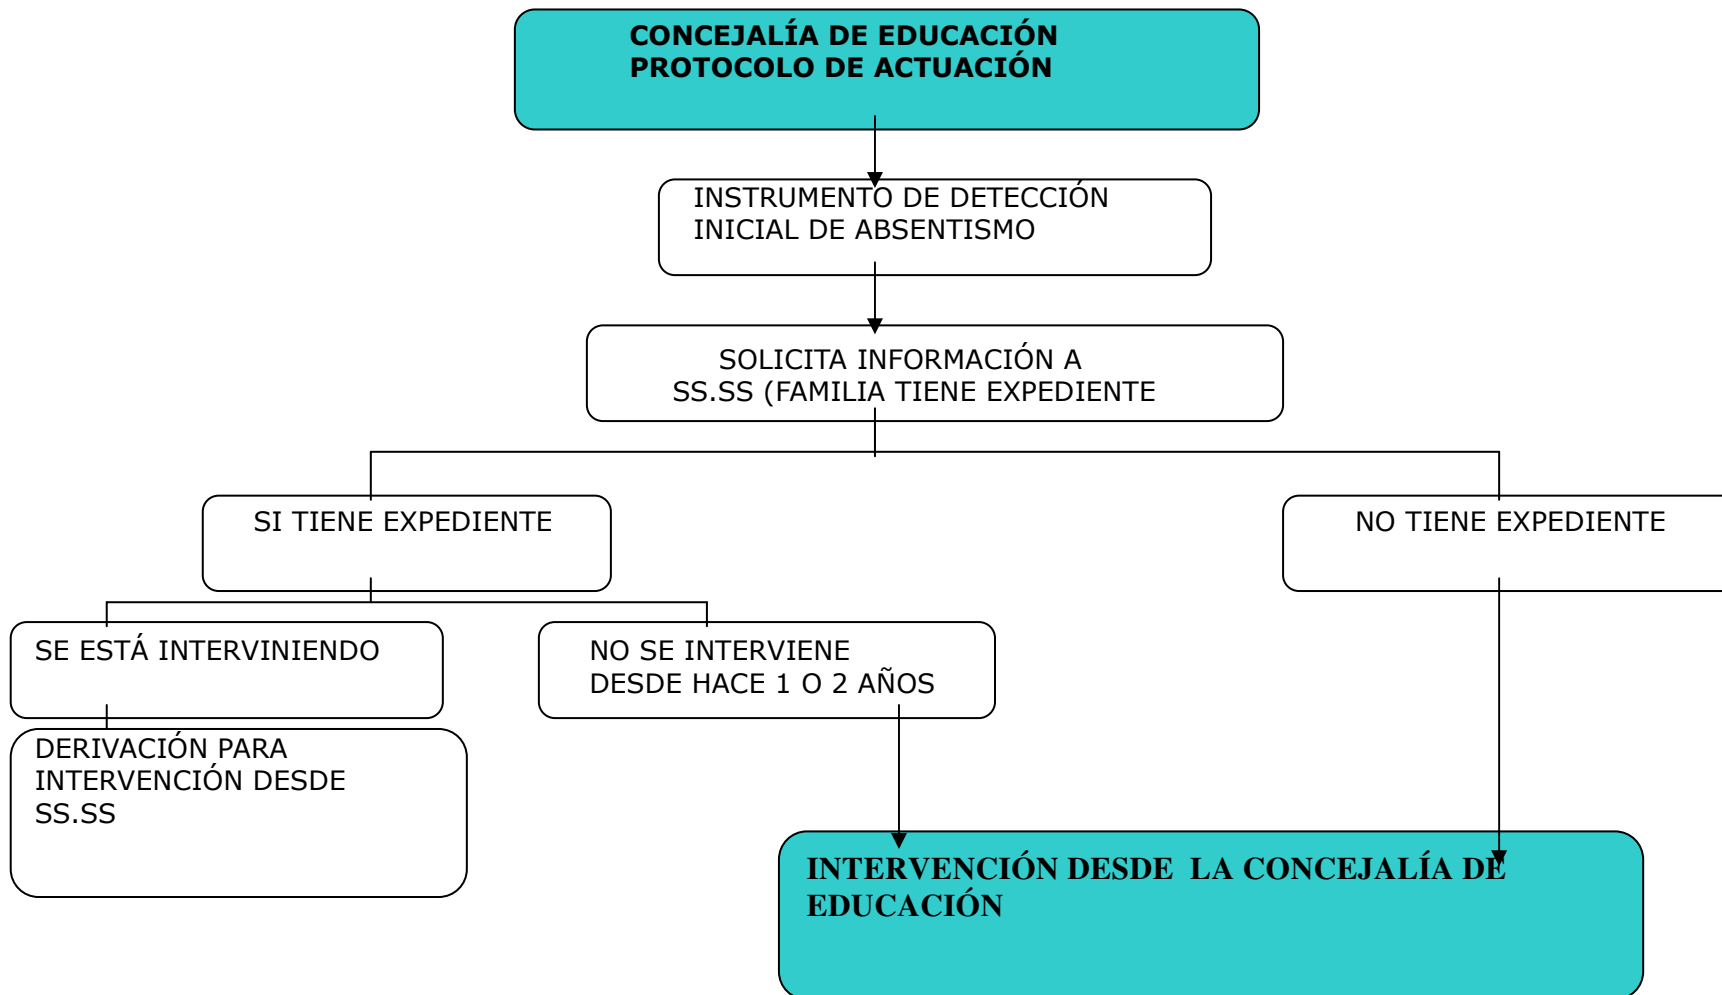 CONCEJALÍA DE EDUCACIÓN
PROTOCOLO DE ACTUACIÓN
INSTRUMENTO DE DETECCIÓN
INICIAL DE ABSENTISMO
SOLICITA INFORMACIÓN A
SS.SS (FAMILIA TIENE EXPEDIENTE
SI TIENE EXPEDIENTE
NO TIENE EXPEDIENTE
SE ESTÁ INTERVINIENDO
NO SE INTERVIENE
DESDE HACE 1 O 2 AÑOS
DERIVACIÓN PARA
INTERVENCIÓN DESDE
SS.SS
INTERVENCIÓN DESDE LA CONCEJALÍA DE
EDUCACIÓN